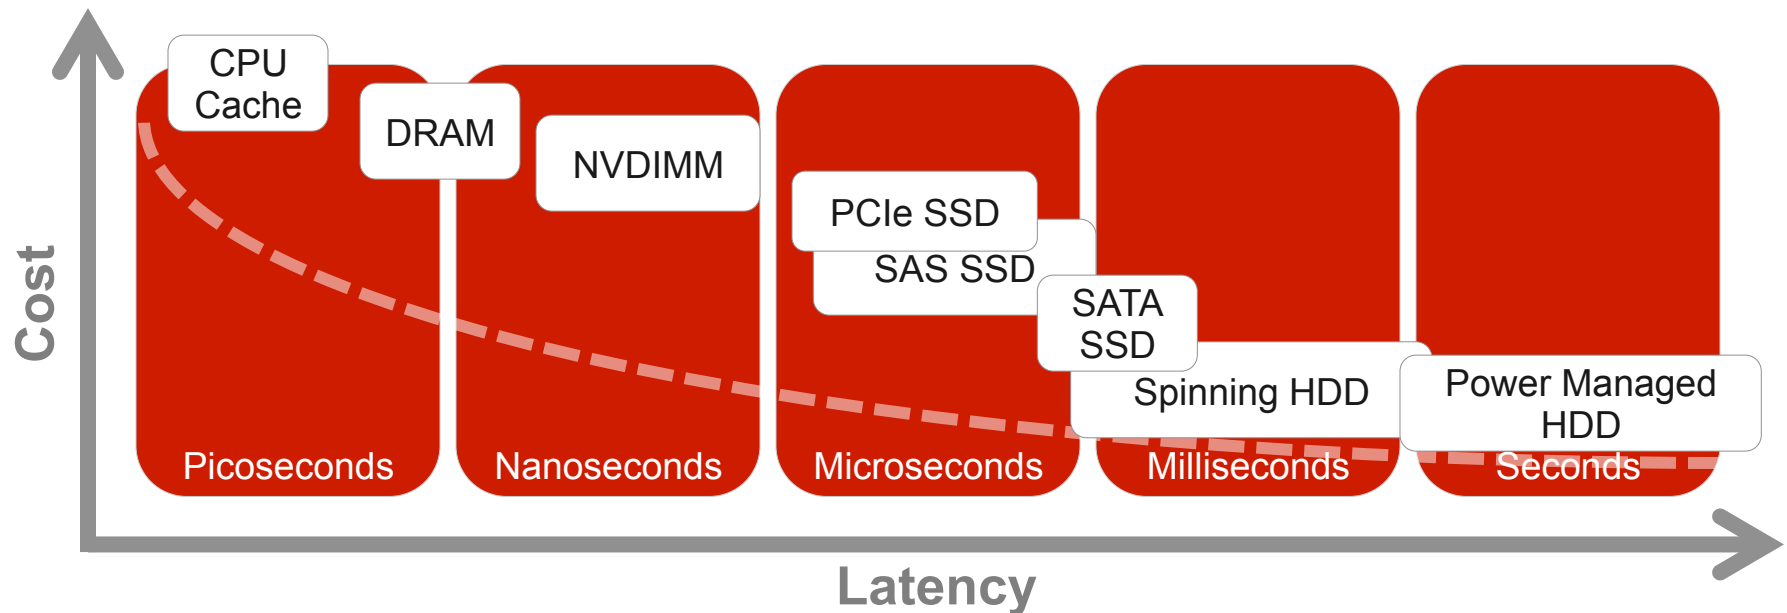 CPU
Cache
DRAM
NVDIMM
PCIe SSD
SAS SSD
SATA
SSD
Spinning HDD
Power Managed
HDD
Picoseconds
Nanoseconds
Microseconds
Milliseconds
Seconds
Cost
Latency